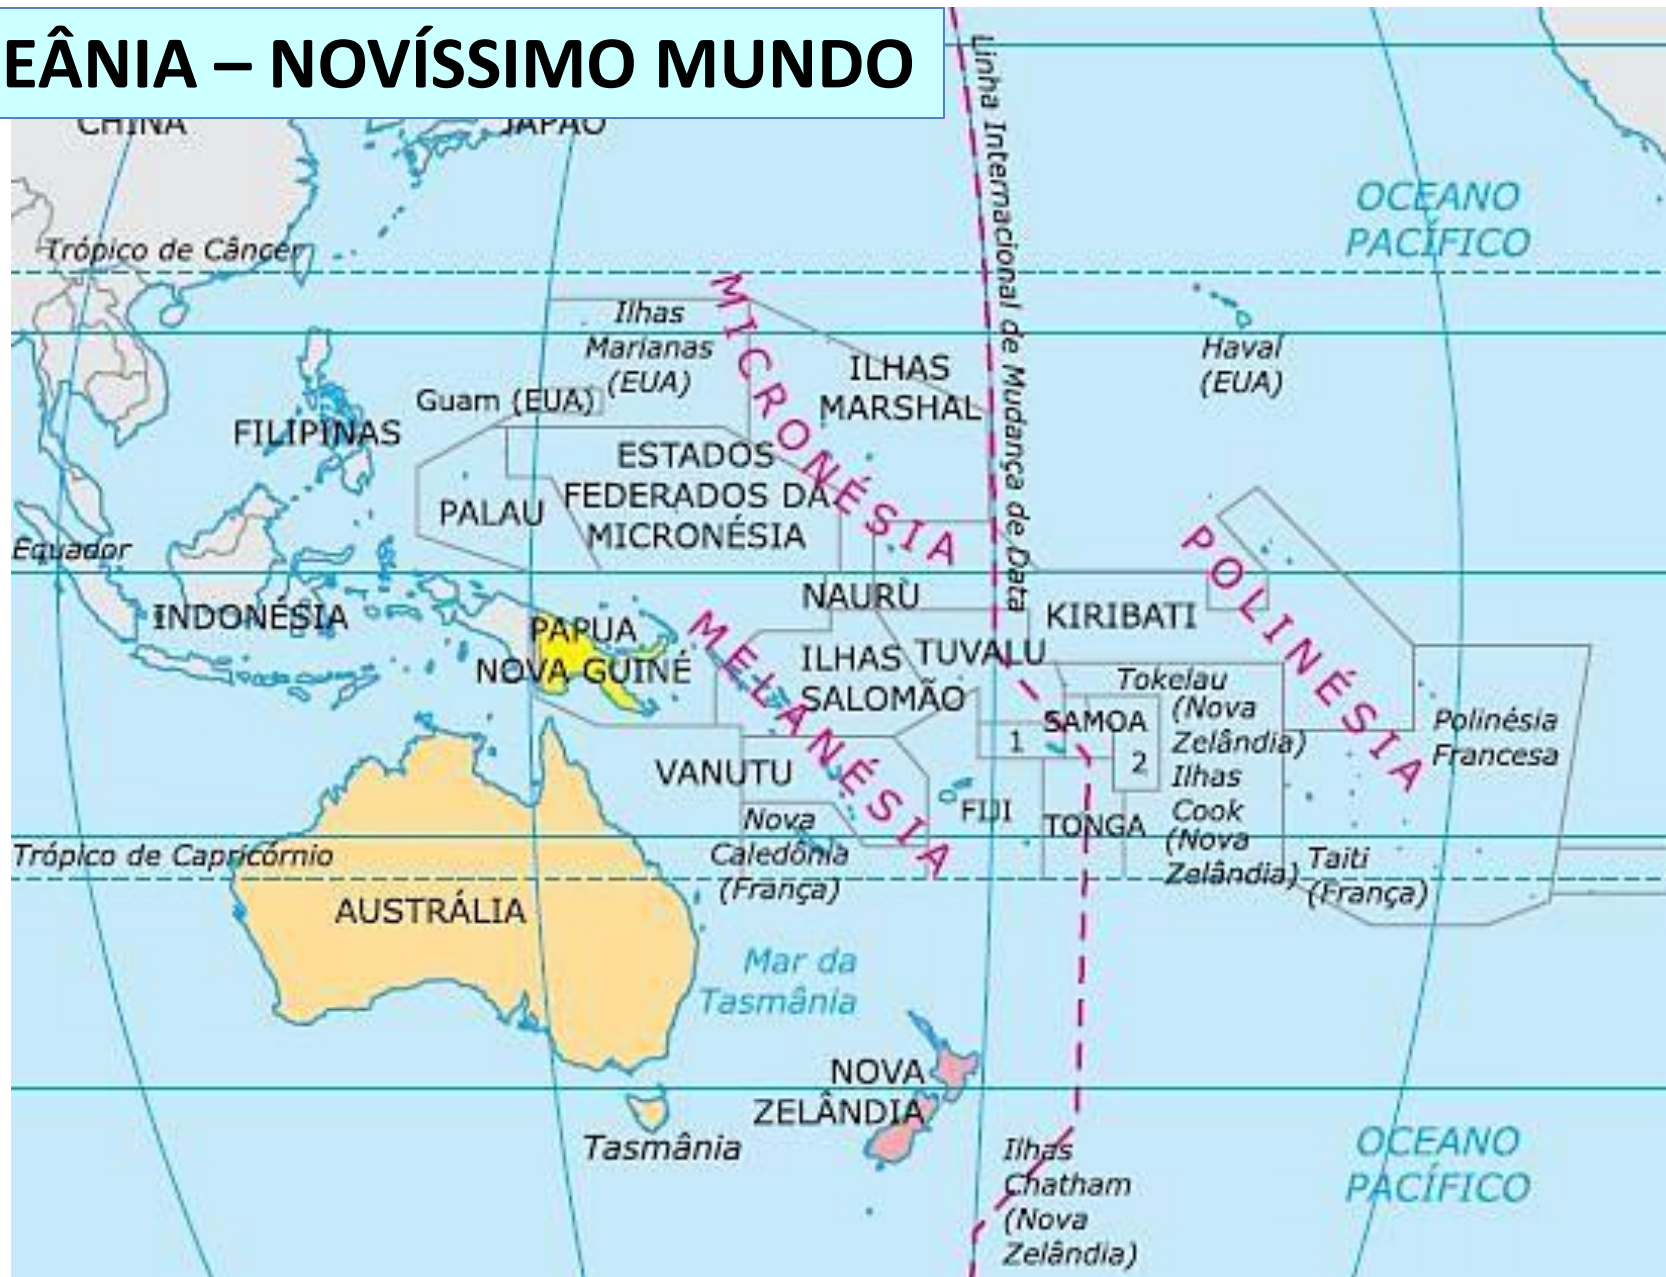 EÂNIA – NOVÍSSIMO MUNDO
CHINA
JAPÃO
Linha Internacional de Mudança de Data
OCEANO
PACÍFICO
Trópico de Câncer
MICRONÉSIA
Ilhas
Marianas
(EUA)
Guam (EUA)
ILHAS
MARSHAL
Havaí
(EUA)
FILIPINAS
ESTADOS
FEDERADOS DA
MICRONÉSIA
PALAU
POLINÉSIA
Equador
NAURÙ
KIRIBATI
INDONÉSIA
PAPUA
NOVA GUINÉ
MELANÉSIA
ILHAS
SALOMÃO
TUVALU
Tokelau
(Nova
Zelândia)
SAMOA
1
2
Polinésia
Francesa
VANUTU
FIJI
TONGA
Ilhas
Cook
(Nova
Zelândia)
Nova
Caledônia
(França)
Taiti
(França)
Trópico de Capricórnio
AUSTRÁLIA
Mar da
Tasmânia
NOVA
ZELÂNDIA
Tasmânia
Ilhas
Chatham
(Nova
Zelândia)
OCEANO
PACÍFICO